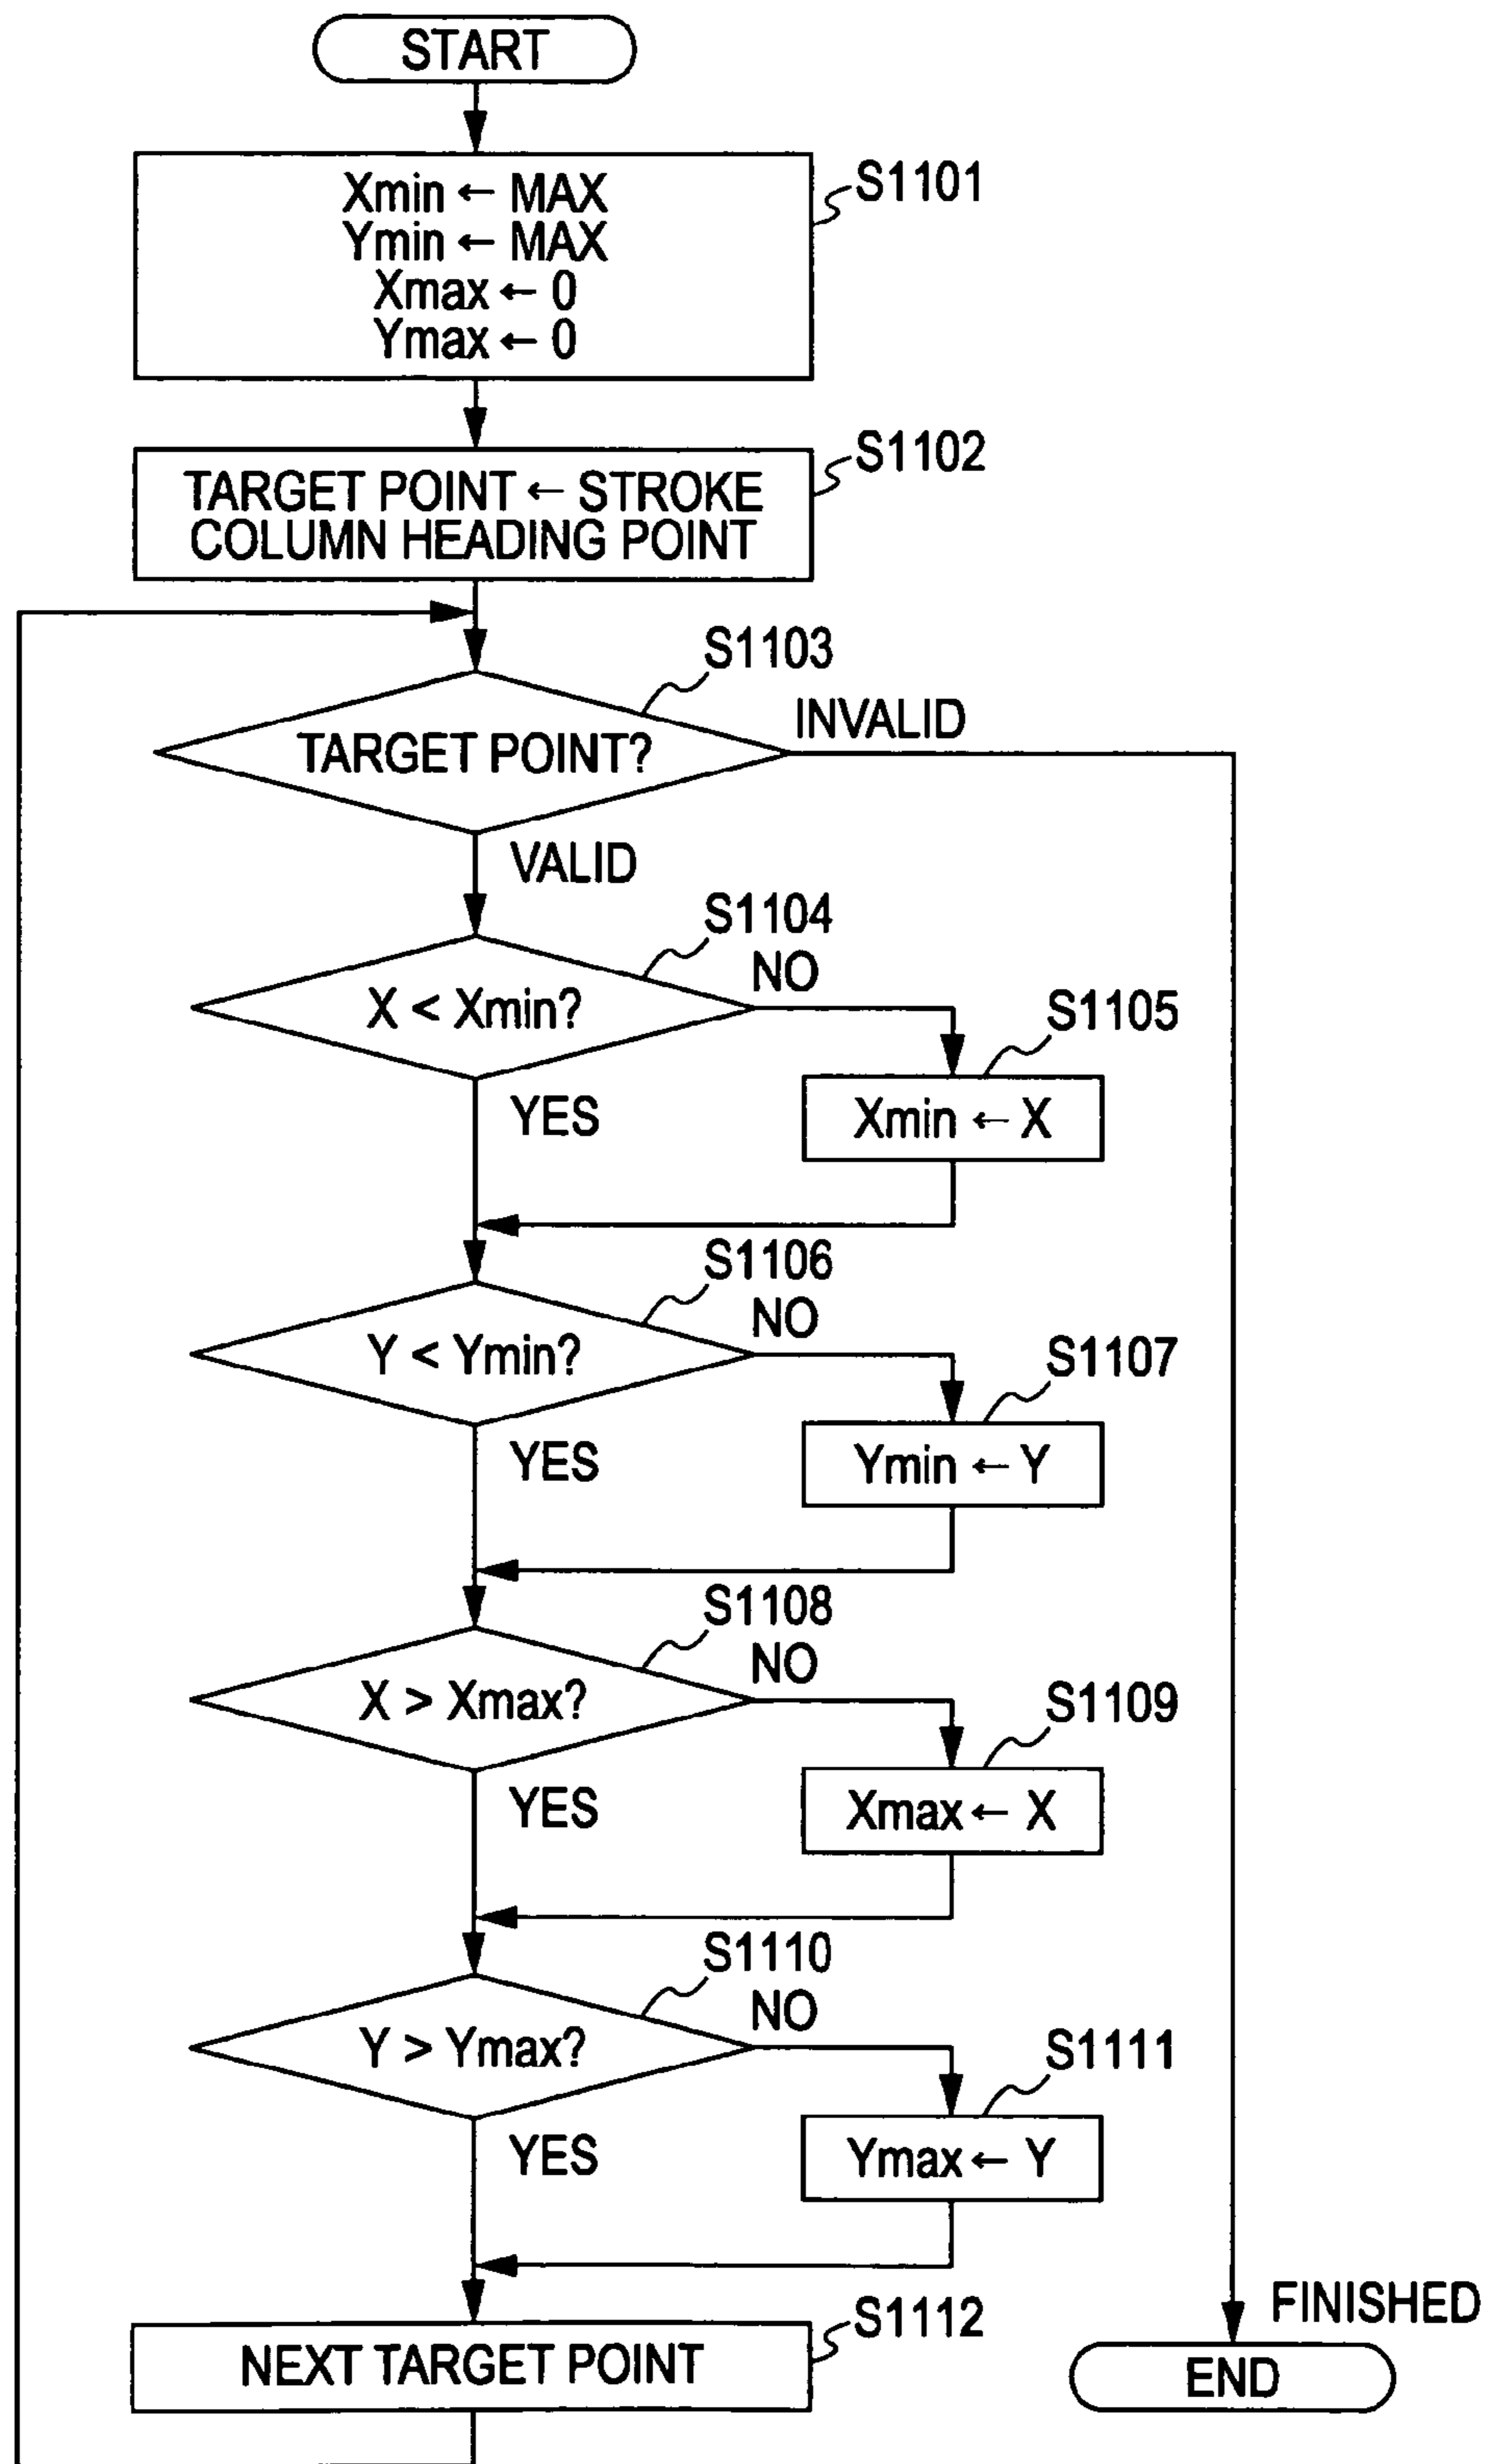 START
Xmin ← MAX
Ymin ← MAX
Xmax ← 0
Ymax ← 0
S1101
TARGET POINT ← STROKE
COLUMN HEADING POINT
S1102
S1103
TARGET POINT?
INVALID
VALID
S1104
X < Xmin?
NO
YES
S1105
Xmin ← X
S1106
Y < Ymin?
NO
YES
S1107
Ymin ← Y
S1108
X > Xmax?
NO
YES
S1109
Xmax ← X
S1110
Y > Ymax?
NO
YES
S1111
Ymax ← Y
S1112
NEXT TARGET POINT
FINISHED
END